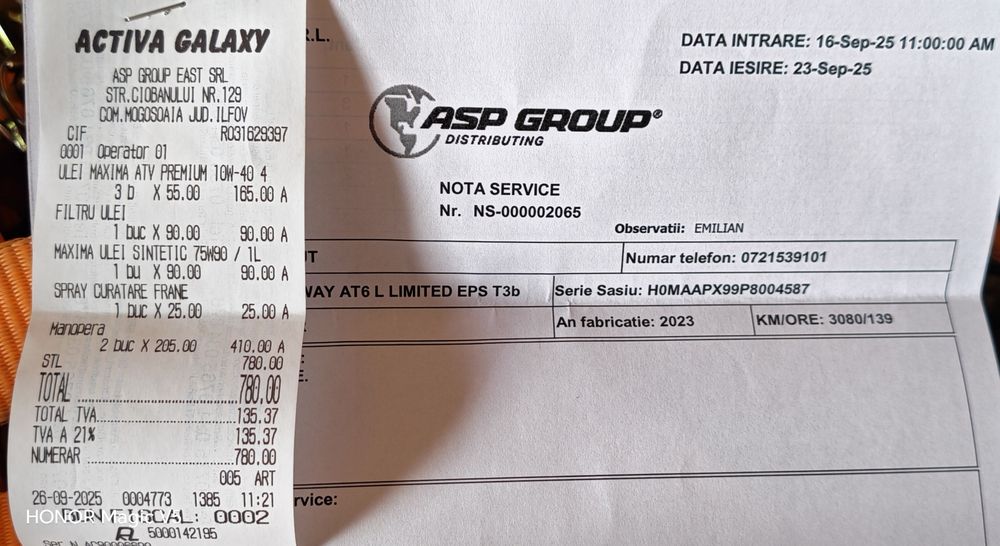 ACTIVA GALAXY
ASP GROUP EAST SRL
STR.CIOBANULUI NR.129
COM.MOGOSOAIA JUD.ILFOV
CIF RO31629397
0001 Operator 01
ULEI MAXIMA ATV PREMIUM 10W-40 4
3 b X 55.00 165.00 A
FILTRU ULEI
1 buc X 90.00 90.00 A
MAXIMA ULEI SINTETIC 75W90 / 1L
1 bu X 90.00 90.00 A
SPRAY CURATARE FRANE
1 buc X 25.00 25.00 A
Manopera
2 buc X 205.00 410.00 A
STL 780.00
TOTAL 780.00
TOTAL TVA 135.37
TVA A 21% 135.37
NUMERAR 780.00
005 ART
26-09-2025 0004773 1385 11:21
BON FISCAL: 0002
5000142185
HONOR
R.L.
DATA INTRARE: 16-Sep-25 11:00:00 AM
DATA IESIRE: 23-Sep-25
ASP GROUP®
DISTRIBUTING
NOTA SERVICE
Nr. NS-000002065
Observatii: EMILIAN
UT
Numar telefon: 0721539101
WAY AT6 L LIMITED EPS T3b
Serie Sasiu: H0MAAPX99P8004587
An fabricatie: 2023
KM/ORE: 3080/139
rvice: